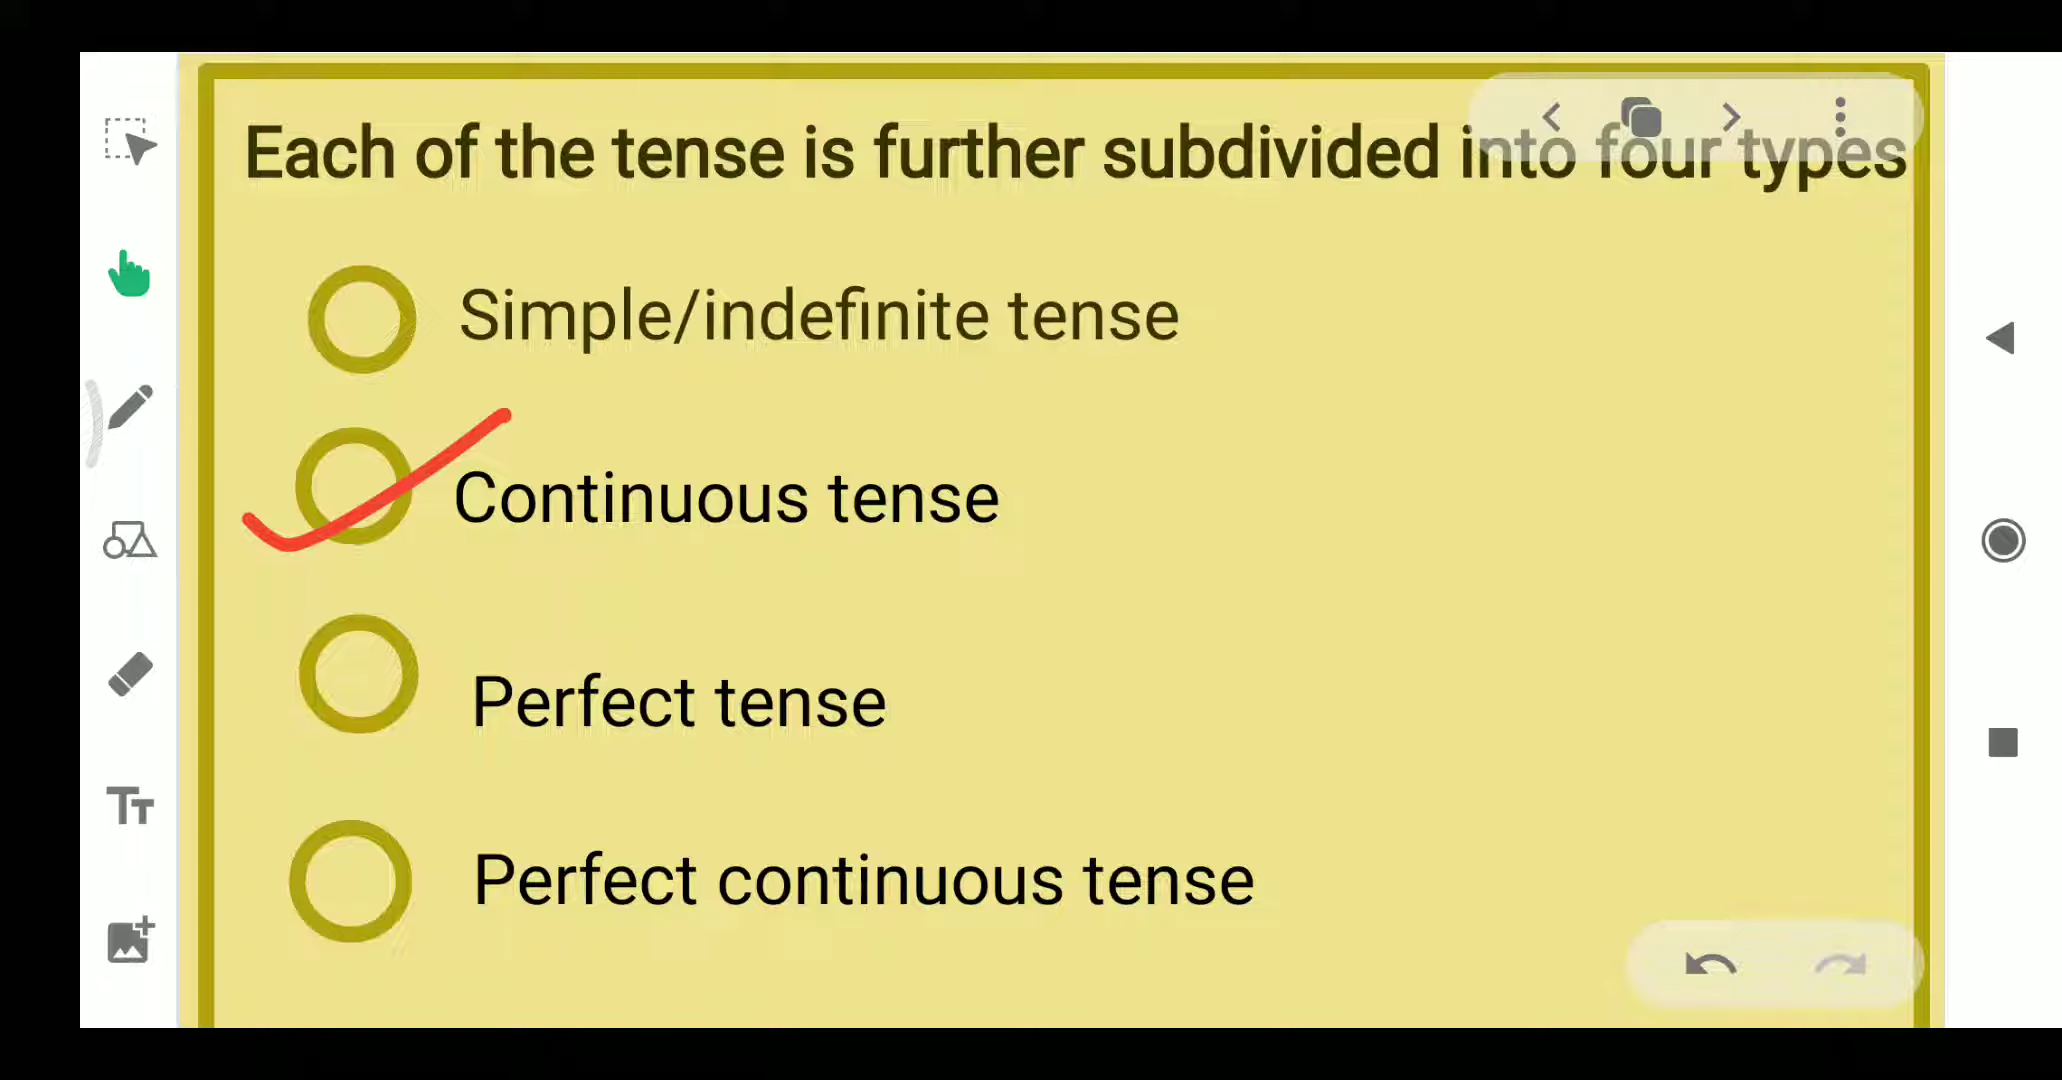 Each of the tense is further subdivided into four types
Simple/indefinite tense
Continuous tense
Perfect tense
Perfect continuous tense